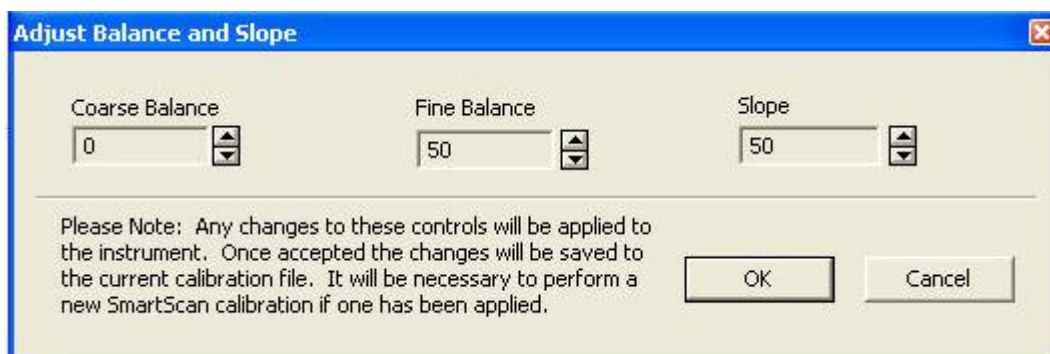 Adjust Balance and Slope
Coarse Balance
Fine Balance
Slope
0
50
50
Please Note:  Any changes to these controls will be applied to
the instrument.  Once accepted the changes will be saved to
the current calibration file.  It will be necessary to perform a
new SmartScan calibration if one has been applied.
OK
Cancel